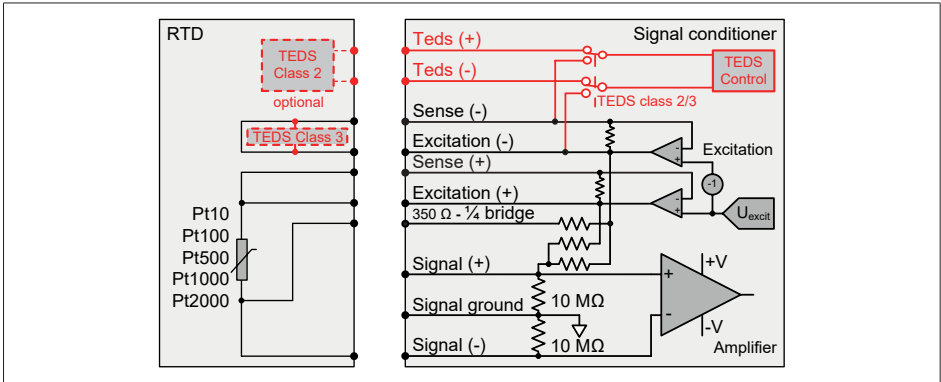 RTD
TEDS
Class 2
optional
TEDS Class 3
Pt10
Pt100
Pt500
Pt1000
Pt2000
Signal conditioner
Teds (+)
Teds (-)
TEDS
Control
TEDS class 2/3
Sense (-)
Excitation (-)
Sense (+)
Excitation (+)
350 Ω - ¼ bridge
Excitation
-
+
-1
-
+
Uexcit
Signal (+)
Signal ground
Signal (-)
10 MΩ
10 MΩ
+
-
+V
-V
Amplifier